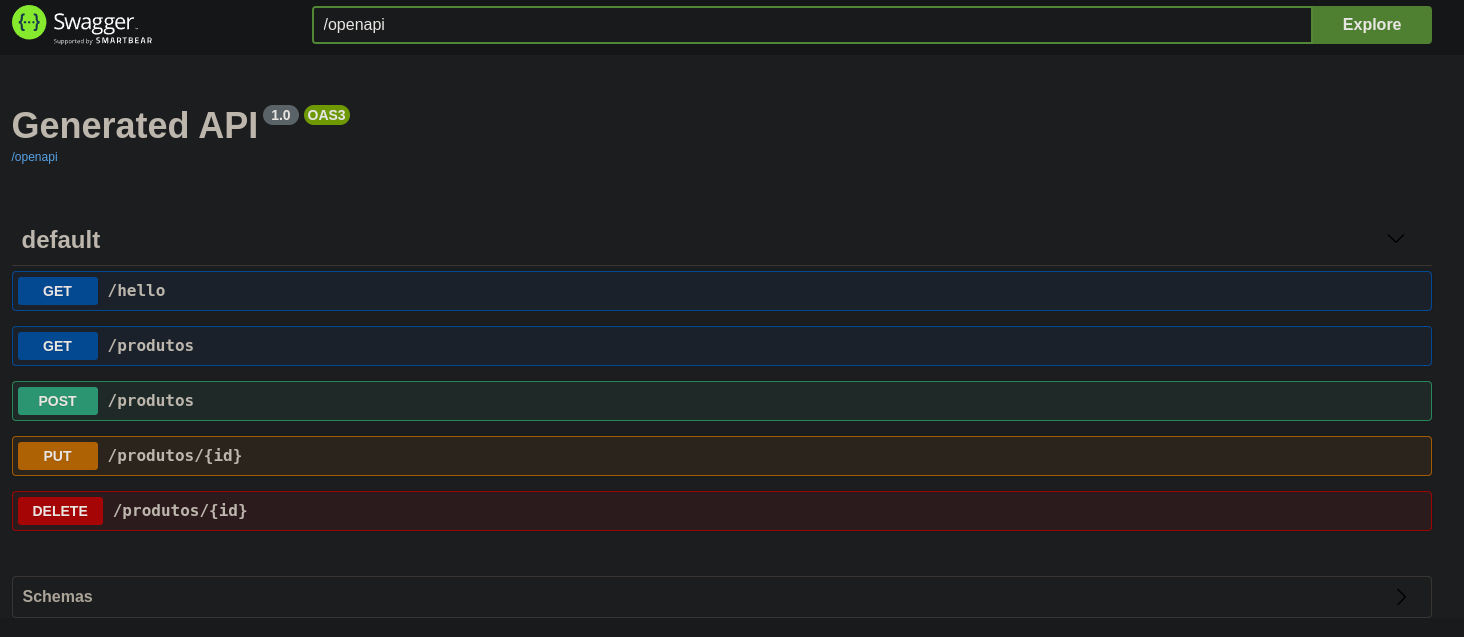 Swagger
Supported by SMARTBEAR
/openapi
Explore
Generated API 1.0 OAS3
/openapi
default
GET /hello
GET /produtos
POST /produtos
PUT /produtos/{id}
DELETE /produtos/{id}
Schemas